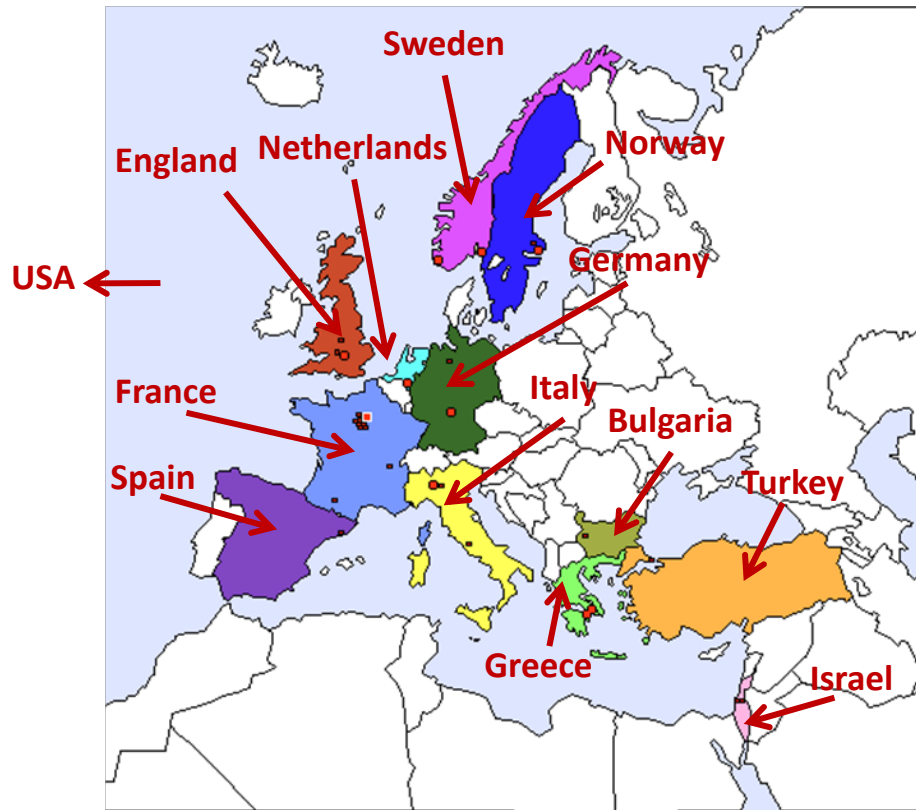 Sweden
Netherlands
Norway
England
Germany
USA
France
Italy
Bulgaria
Spain
Turkey
Greece
Israel